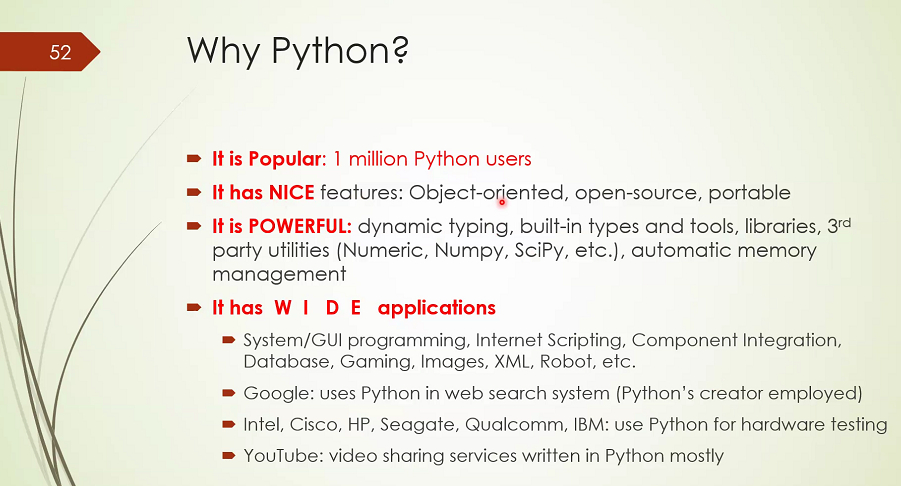 52
Why Python?
It is Popular: 1 million Python users
It has NICE features: Object-oriented, open-source, portable
It is POWERFUL: dynamic typing, built-in types and tools, libraries, 3rd
party utilities (Numeric, Numpy, SciPy, etc.), automatic memory
management
It has W I D E applications
System/GUI programming, Internet Scripting, Component Integration,
Database, Gaming, Images, XML, Robot, etc.
Google: uses Python in web search system (Python's creator employed)
Intel, Cisco, HP, Seagate, Qualcomm, IBM: use Python for hardware testing
YouTube: video sharing services written in Python mostly